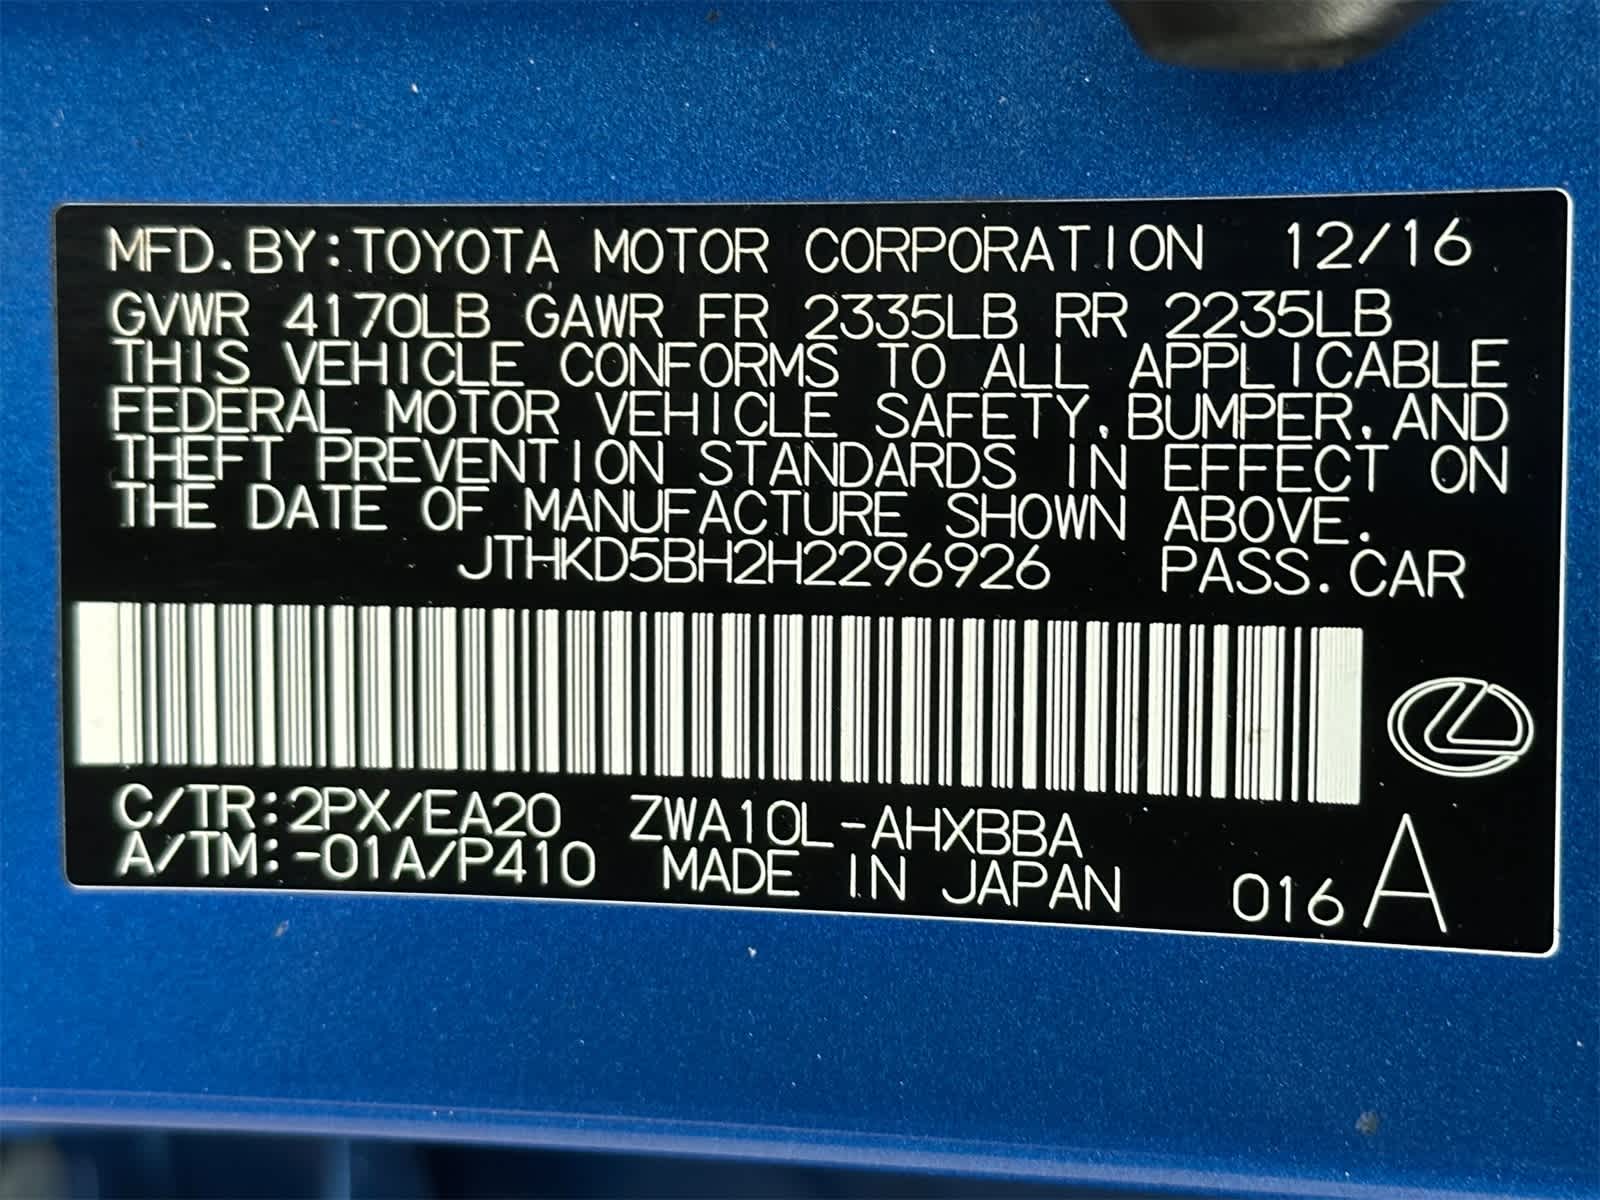 MFD. BY: TOYOTA MOTOR CORPORATION 12/16
GVWR 4170LB GAWR FR 2335LB RR 2235LB
THIS VEHICLE CONFORMS TO ALL APPLICABLE
FEDERAL MOTOR VEHICLE SAFETY, BUMPER, AND
THEFT PREVENTION STANDARDS IN EFFECT ON
THE DATE OF MANUFACTURE SHOWN ABOVE.
JTHKD5BH2H2296926 PASS. CAR
C/TR: 2PX/EA20 ZWA10L-AHXBBA
A/TM: -01A/P410 MADE IN JAPAN 016 A